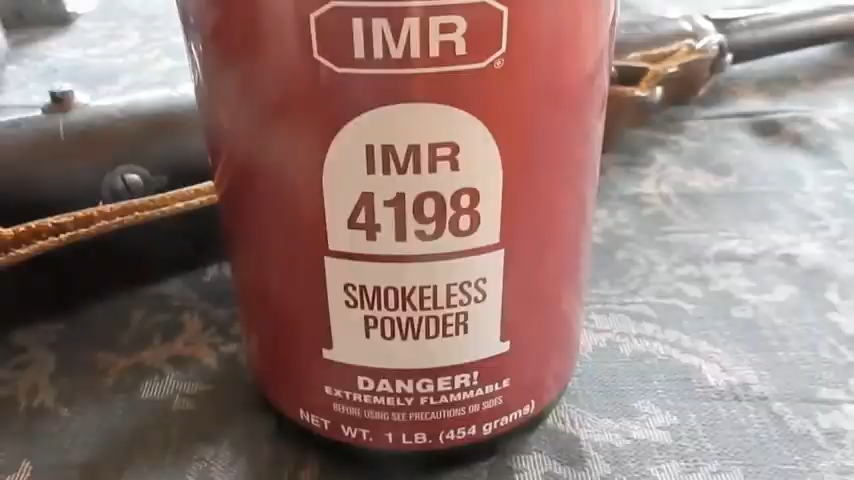 IMR
IMR
4198
SMOKELESS
POWDER
DANGER!
EXTREMELY FLAMMABLE
BEFORE USING SEE PRECAUTIONS ON SIDES
NET WT. 1 LB. (454 grams)